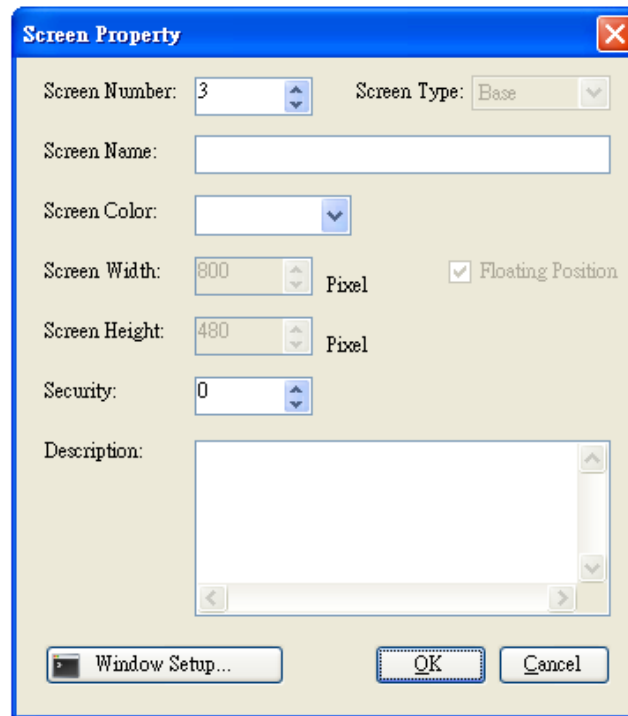 Screen Property
Screen Number: 3 Screen Type: Base
Screen Name:
Screen Color:
Screen Width: 800 Pixel Floating Position
Screen Height: 480 Pixel
Security: 0
Description:
Window Setup... OK Cancel